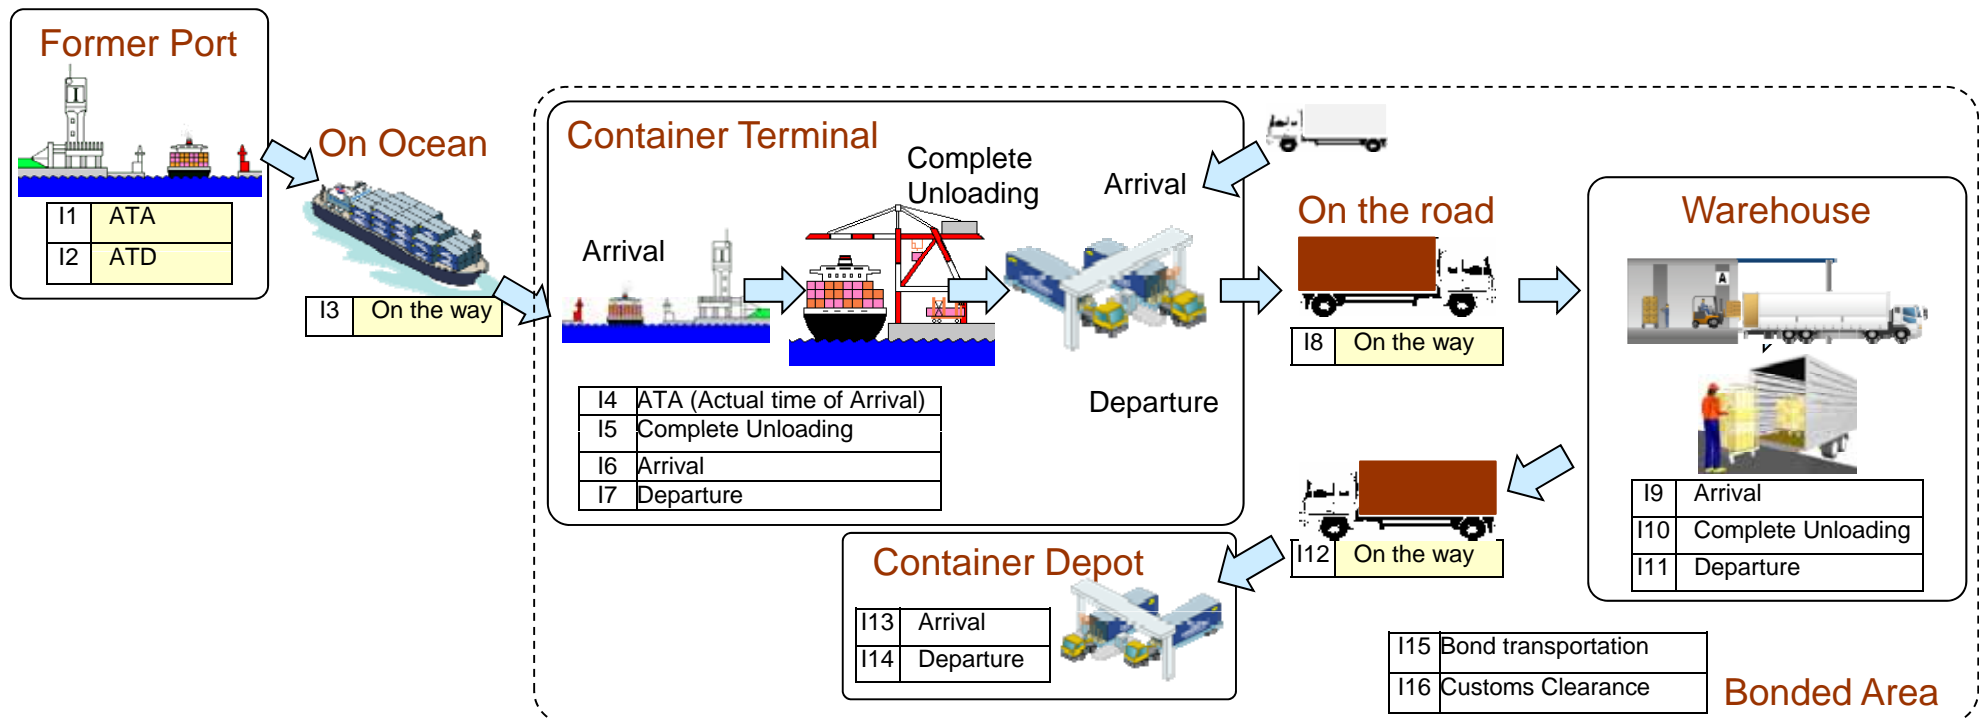 Former Port
I1 ATA
I2 ATD
On Ocean
I3 On the way
Container Terminal
Arrival
Complete
Unloading
Arrival
Departure
I4 ATA (Actual time of Arrival)
I5 Complete Unloading
I6 Arrival
I7 Departure
On the road
I8 On the way
Warehouse
A
I9 Arrival
I10 Complete Unloading
I11 Departure
I12 On the way
Container Depot
I13 Arrival
I14 Departure
I15 Bond transportation
I16 Customs Clearance
Bonded Area